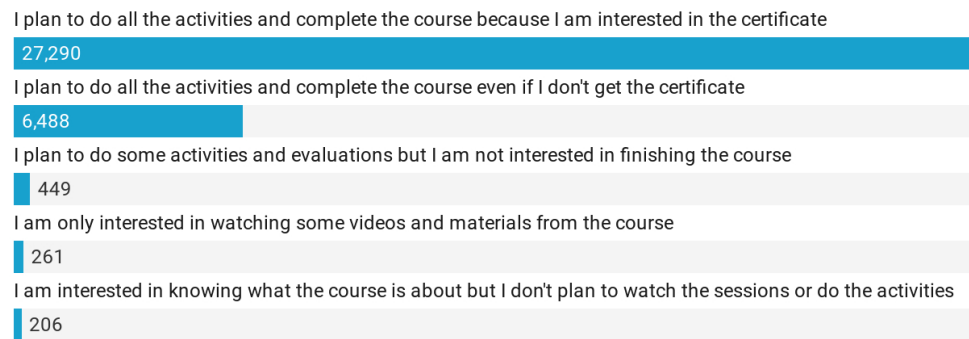 I plan to do all the activities and complete the course because I am interested in the certificate
27,290
I plan to do all the activities and complete the course even if I don't get the certificate
6,488
I plan to do some activities and evaluations but I am not interested in finishing the course
449
I am only interested in watching some videos and materials from the course
261
I am interested in knowing what the course is about but I don't plan to watch the sessions or do the activities
206